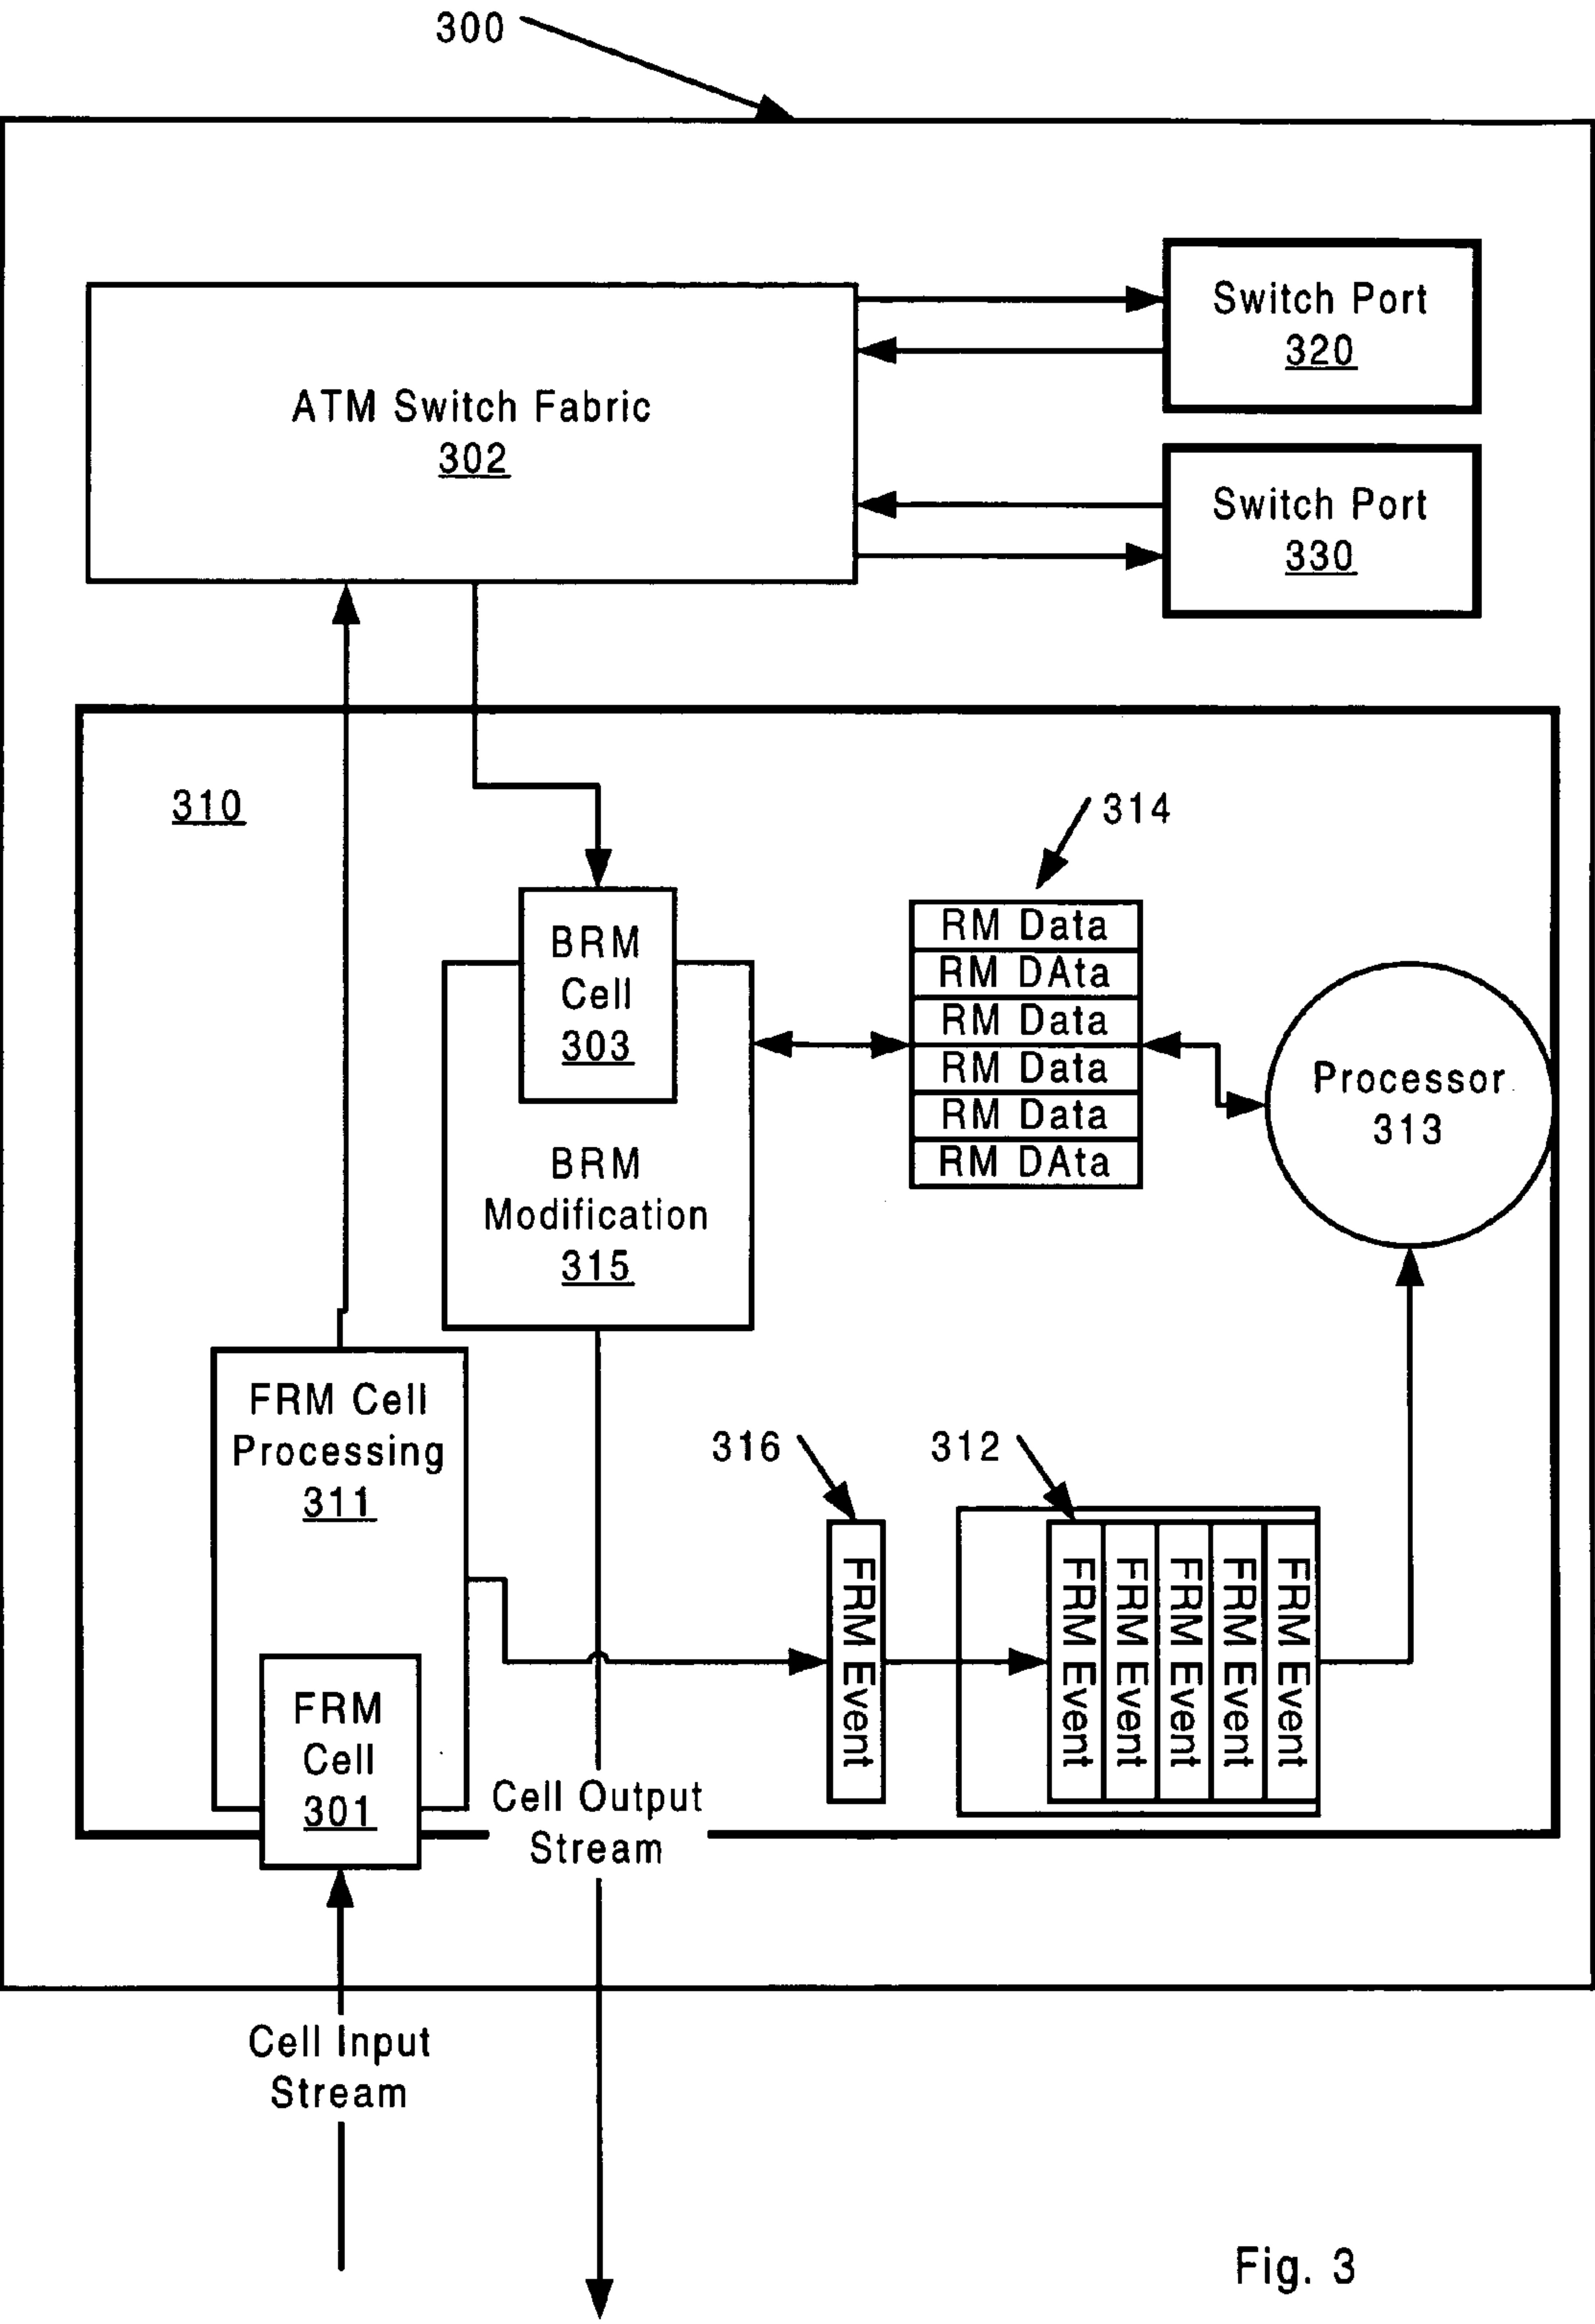 300
Switch Port
320
ATM Switch Fabric
302
Switch Port
330
310
314
BRM
Cell
303
RM Data
RM DAta
RM Data
RM Data
RM Data
RM DAta
Processor
313
BRM
Modification
315
FRM Cell
Processing
311
316
312
FRM Event
FRM Event
FRM Event
FRM Event
FRM Event
FRM Event
FRM
Cell
301
Cell Output
Stream
Cell Input
Stream
Fig. 3